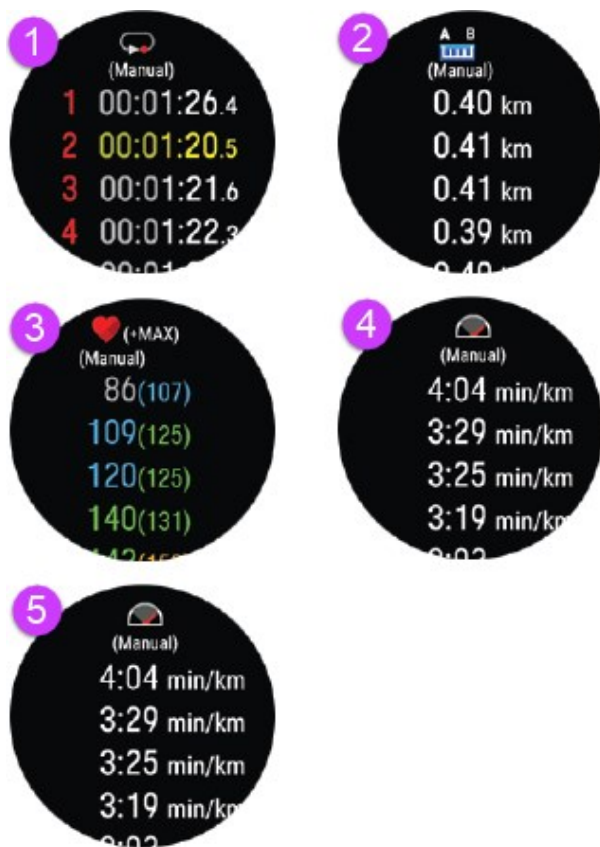 1
(Manual)
1 00:01:26.4
2 00:01:20.5
3 00:01:21.6
4 00:01:22.3
2
A B
(Manual)
0.40 km
0.41 km
0.41 km
0.39 km
3
(+MAX)
(Manual)
86(107)
109(125)
120(125)
140(131)
4
(Manual)
4:04 min/km
3:29 min/km
3:25 min/km
3:19 min/km
5
(Manual)
4:04 min/km
3:29 min/km
3:25 min/km
3:19 min/km